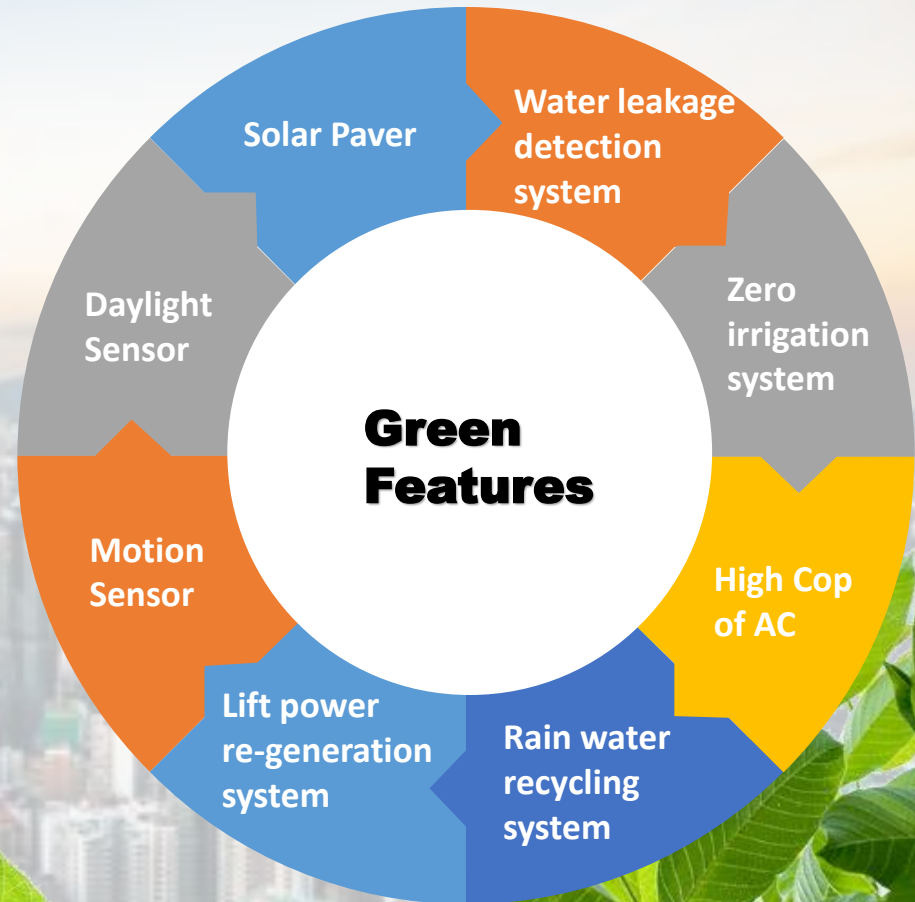 Solar Paver
Water leakage
detection
system
Zero
irrigation
system
High Cop
of AC
Rain water
recycling
system
Lift power
re-generation
system
Motion
Sensor
Daylight
Sensor
Green
Features